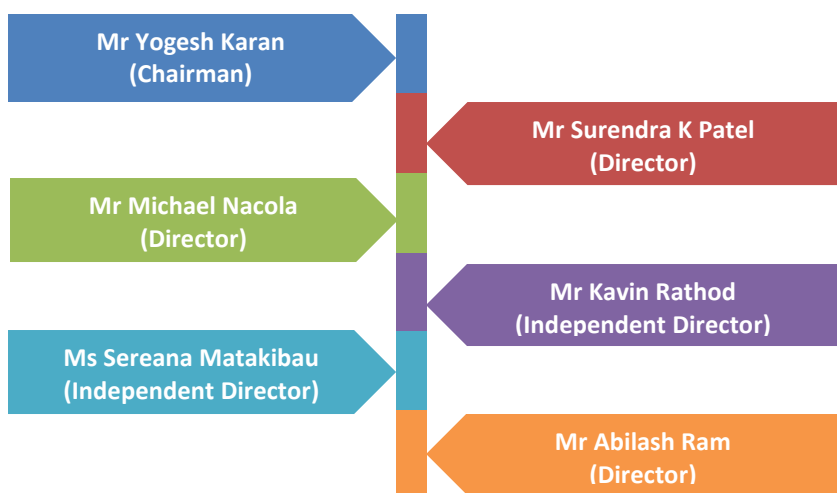 Mr Yogesh Karan
(Chairman)
Mr Surendra K Patel
(Director)
Mr Michael Nacola
(Director)
Mr Kavin Rathod
(Independent Director)
Ms Sereana Matakibau
(Independent Director)
Mr Abilash Ram
(Director)